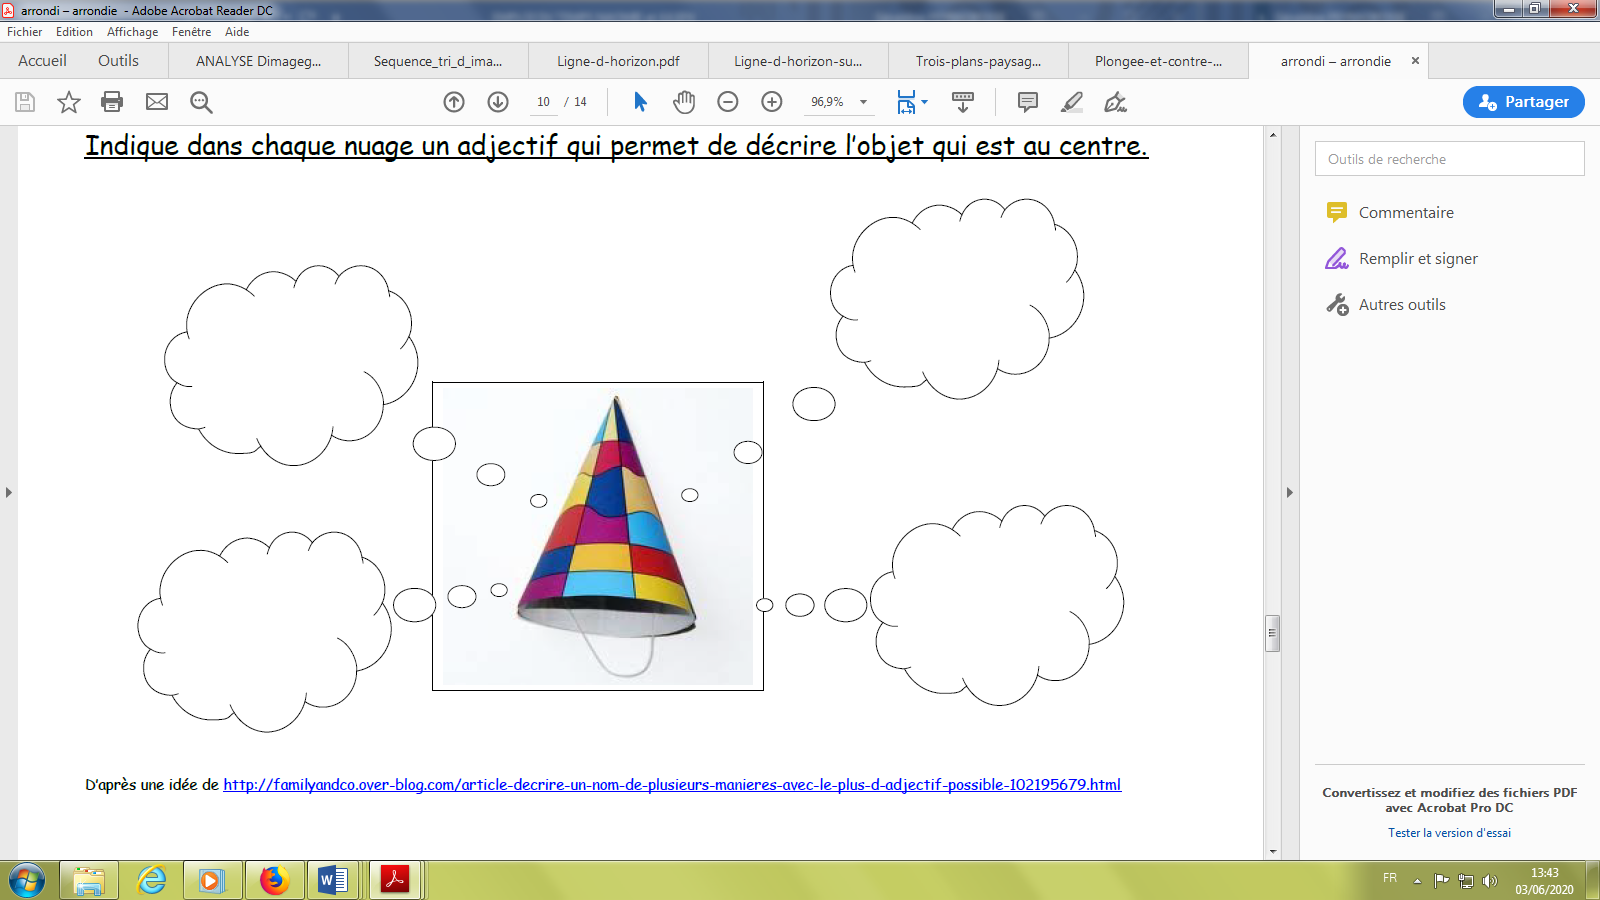 arrondi – arrondie - Adobe Acrobat Reader DC
Fichier Edition Affichage Fenêtre Aide
Accueil Outils ANALYSE Dimageg... Sequence_tri_d_ima... Ligne-d-horizon.pdf Ligne-d-horizon-su... Trois-plans-paysag... Plongee-et-contre-... arrondi – arrondie
10 / 14 96,9% Partager
Indique dans chaque nuage un adjectif qui permet de décrire l'objet qui est au centre.
Outils de recherche
Commentaire
Remplir et signer
Autres outils
D'après une idée de http://familyandco.over-blog.com/article-decrire-un-nom-de-plusieurs-manieres-avec-le-plus-d-adjectif-possible-102195679.html
Convertissez et modifiez des fichiers PDF
avec Acrobat Pro DC
Tester la version d'essai
FR 13:43
03/06/2020